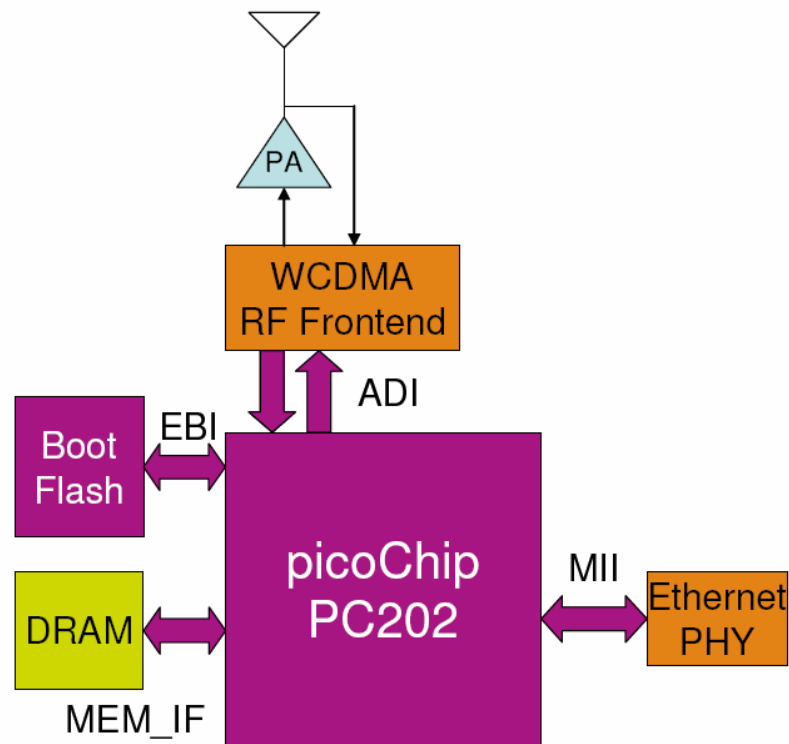 PA
WCDMA
RF Frontend
ADI
EBI
Boot
Flash
picoChip
PC202
MII
Ethernet
PHY
DRAM
MEM_IF